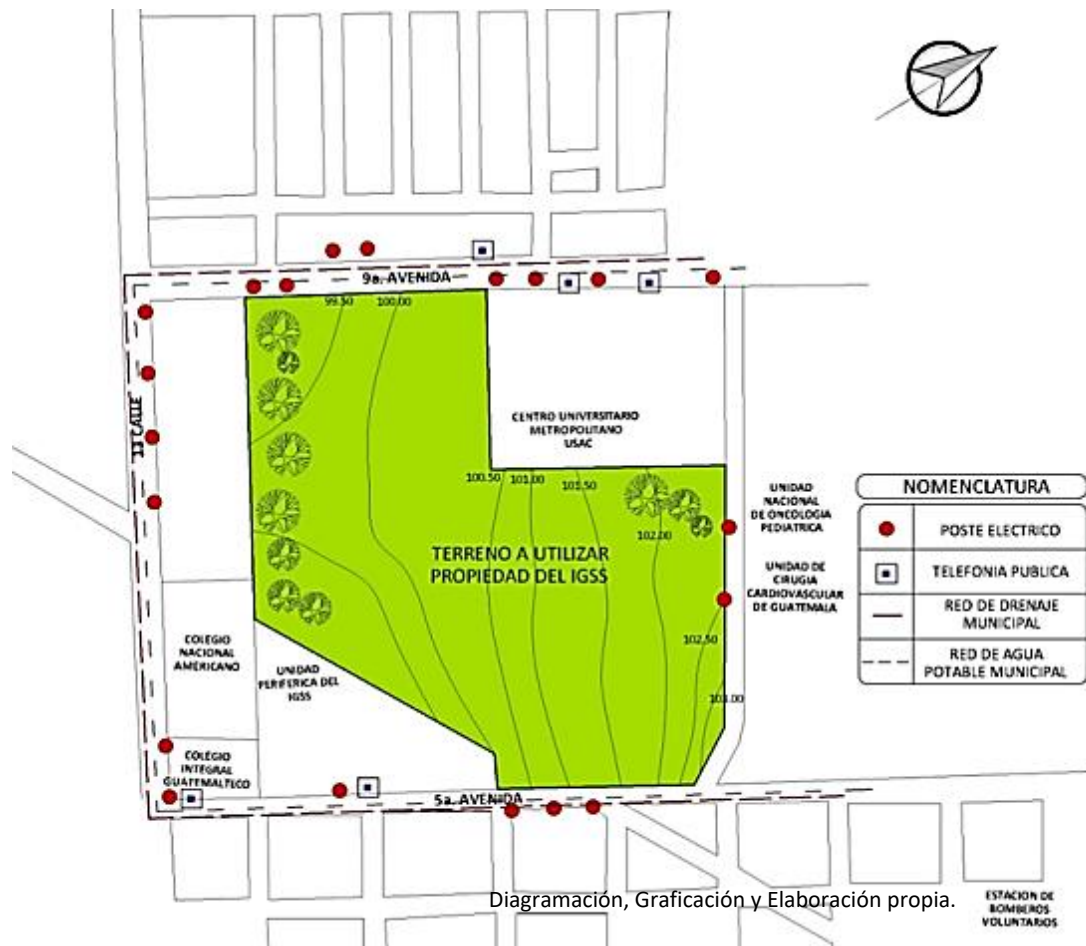 9a. AVENIDA
99.50
100.00
13 CALLE
CENTRO UNIVERSITARIO
METROPOLITANO
USAC
100.50
101.00
101.50
102.00
102.50
103.00
TERRENO A UTILIZAR
PROPIEDAD DEL IGSS
UNIDAD
NACIONAL
DE ONCOLOGIA
PEDIATRICA
UNIDAD DE
CIRUGIA
CARDIOVASCULAR
DE GUATEMALA
NOMENCLATURA
POSTE ELECTRICO
TELEFONIA PUBLICA
RED DE DRENAJE
MUNICIPAL
RED DE AGUA
POTABLE MUNICIPAL
COLEGIO
NACIONAL
AMERICANO
UNIDAD
PERIFERICA DEL
IGSS
COLEGIO
INTEGRAL
GUATEMALTECO
5a. AVENIDA
Diagramación, Graficación y Elaboración propia.
ESTACION DE
BOMBEROS
VOLUNTARIOS